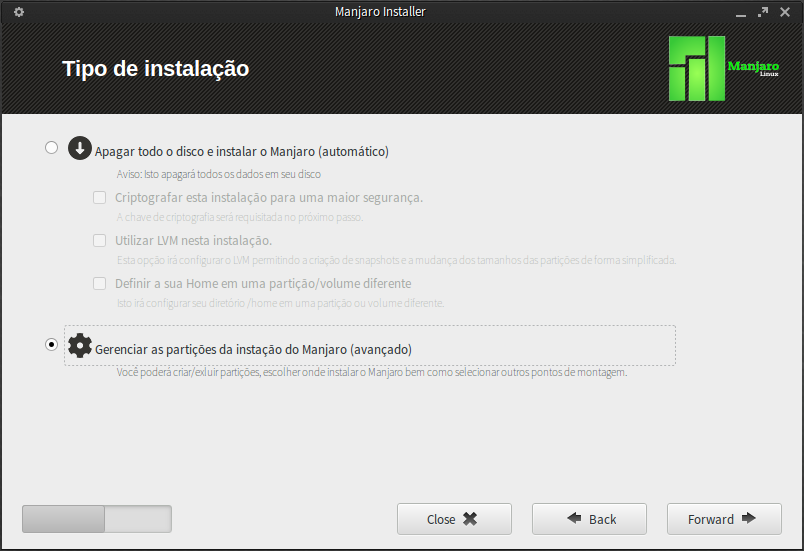 Manjaro Installer
Tipo de instalação
Manjaro
Linux
Apagar todo o disco e instalar o Manjaro (automático)
Aviso: Isto apagará todos os dados em seu disco
Criptografar esta instalação para uma maior segurança.
A chave de criptografia será requisitada no próximo passo.
Utilizar LVM nesta instalação.
Esta opção irá configurar o LVM permitindo a criação de snapshots e a mudança dos tamanhos das partições de forma simplificada.
Definir a sua Home em uma partição/volume diferente
Isto irá configurar seu diretório /home em uma partição ou volume diferente.
Gerenciar as partições da instação do Manjaro (avançado)
Você poderá criar/exluir partições, escolher onde instalar o Manjaro bem como selecionar outros pontos de montagem.
Close
Back
Forward